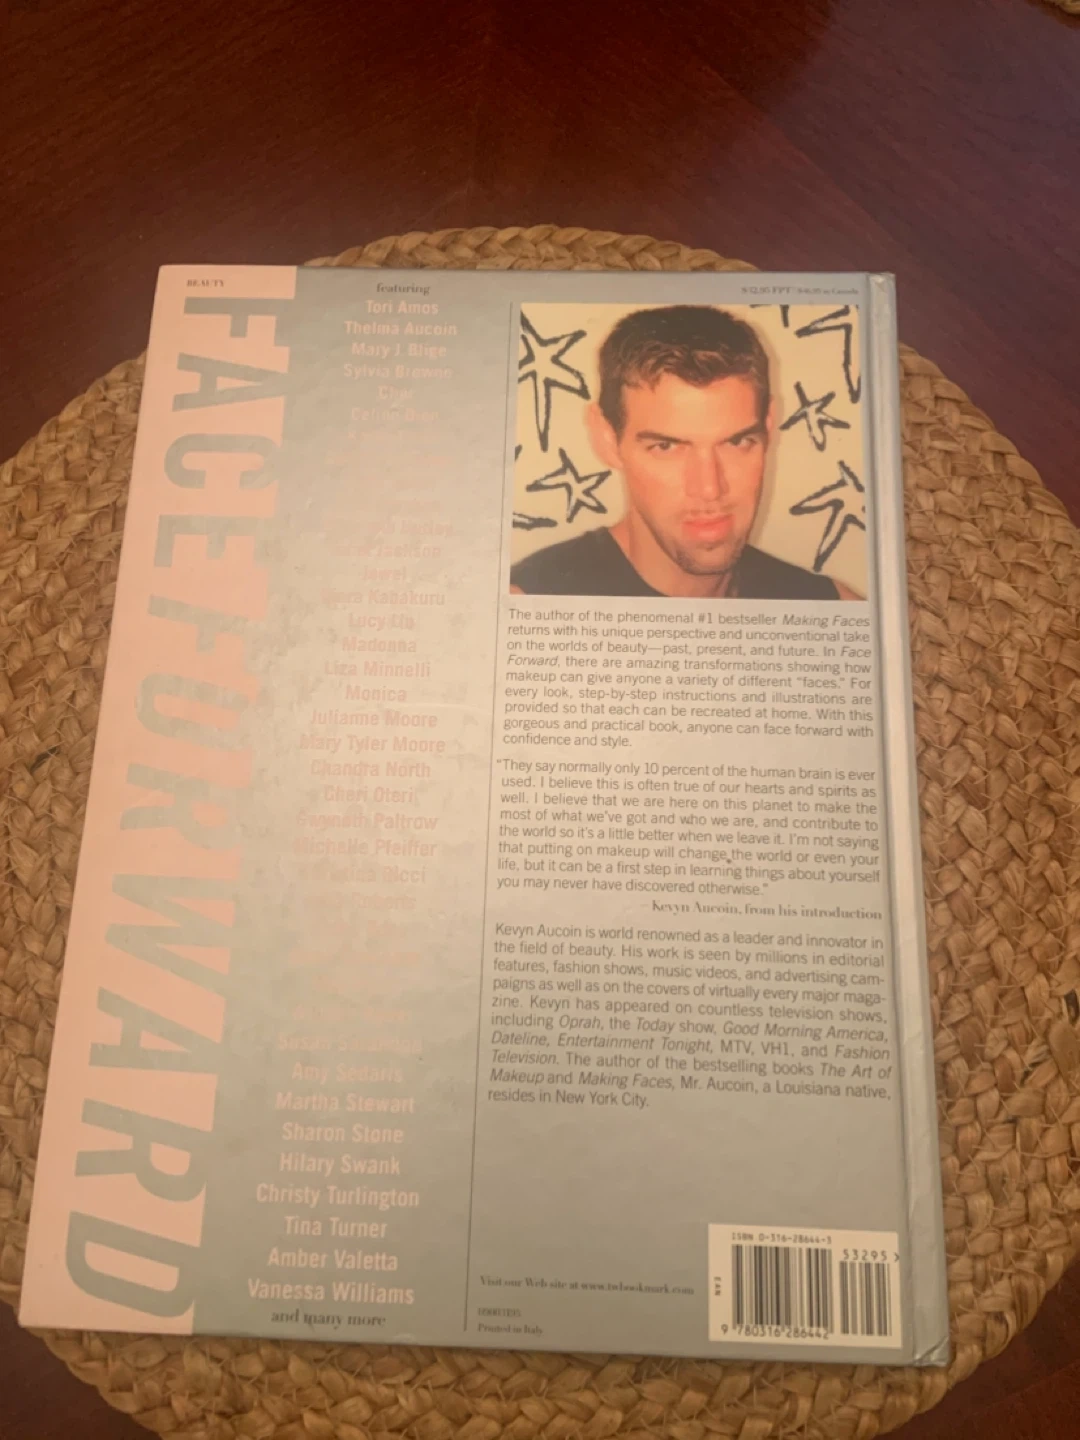 BEAUTY
FACE FORWARD
featuring
Tori Amos
Thelma Aucoin
Mary J. Blige
Sylvia Browne
Cher
Celine Dion
Hurley
Jackson
Jewel
Kanakuru
Lucy Liu
Madonna
Liza Minnelli
Monica
Julianne Moore
Mary Tyler Moore
Chandra North
Cheri Oteri
Gwyneth Paltrow
Michelle Pfeiffer
Ricci
Susan Sarandon
Amy Sedaris
Martha Stewart
Sharon Stone
Hilary Swank
Christy Turlington
Tina Turner
Amber Valetta
Vanessa Williams
and many more
The author of the phenomenal #1 bestseller Making Faces
returns with his unique perspective and unconventional take
on the worlds of beauty—past, present, and future. In Face
Forward, there are amazing transformations showing how
makeup can give anyone a variety of different "faces." For
every look, step-by-step instructions and illustrations are
provided so that each can be recreated at home. With this
gorgeous and practical book, anyone can face forward with
confidence and style.
"They say normally only 10 percent of the human brain is ever
used. I believe this is often true of our hearts and spirits as
well. I believe that we are here on this planet to make the
most of what we've got and who we are, and contribute to
the world so it's a little better when we leave it. I'm not saying
that putting on makeup will change the world or even your
life, but it can be a first step in learning things about yourself
you may never have discovered otherwise."
—Kevyn Aucoin, from his introduction
Kevyn Aucoin is world renowned as a leader and innovator in
the field of beauty. His work is seen by millions in editorial
features, fashion shows, music videos, and advertising cam-
paigns as well as on the covers of virtually every major maga-
zine. Kevyn has appeared on countless television shows,
including Oprah, the Today show, Good Morning America,
Dateline, Entertainment Tonight, MTV, VH1, and Fashion
Television. The author of the bestselling books The Art of
Makeup and Making Faces, Mr. Aucoin, a Louisiana native,
resides in New York City.
Visit our Web site at www.twbookmark.com
Printed in Italy
ISBN 0-316-28644-3
53295 >
EAN
9 780316 286442